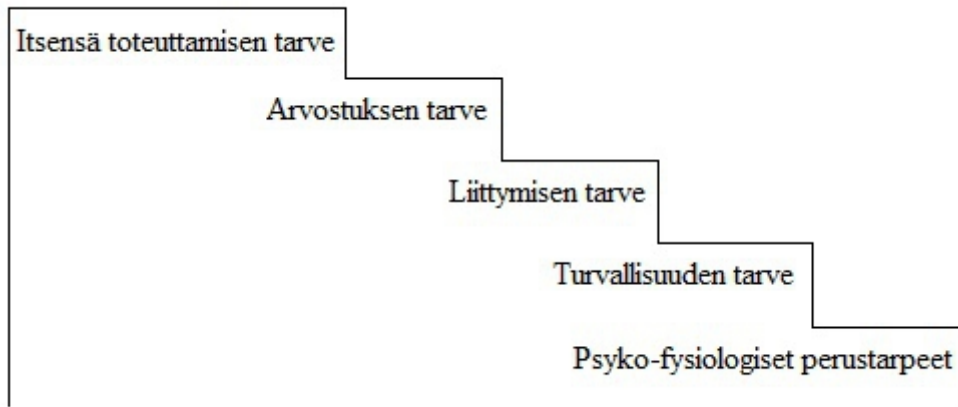 Itsensä toteuttamisen tarve
Arvostuksen tarve
Liittymisen tarve
Turvallisuuden tarve
Psyko-fysiologiset perustarpeet